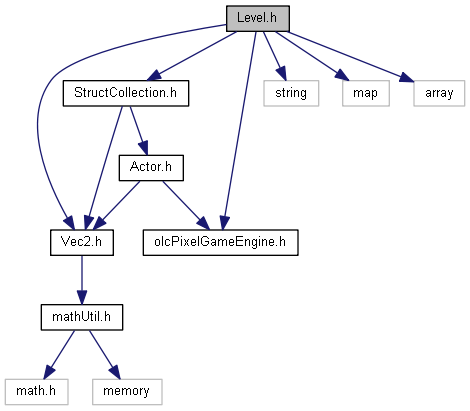 Level.h
StructCollection.h
string
map
array
Actor.h
Vec2.h
olcPixelGameEngine.h
mathUtil.h
math.h
memory